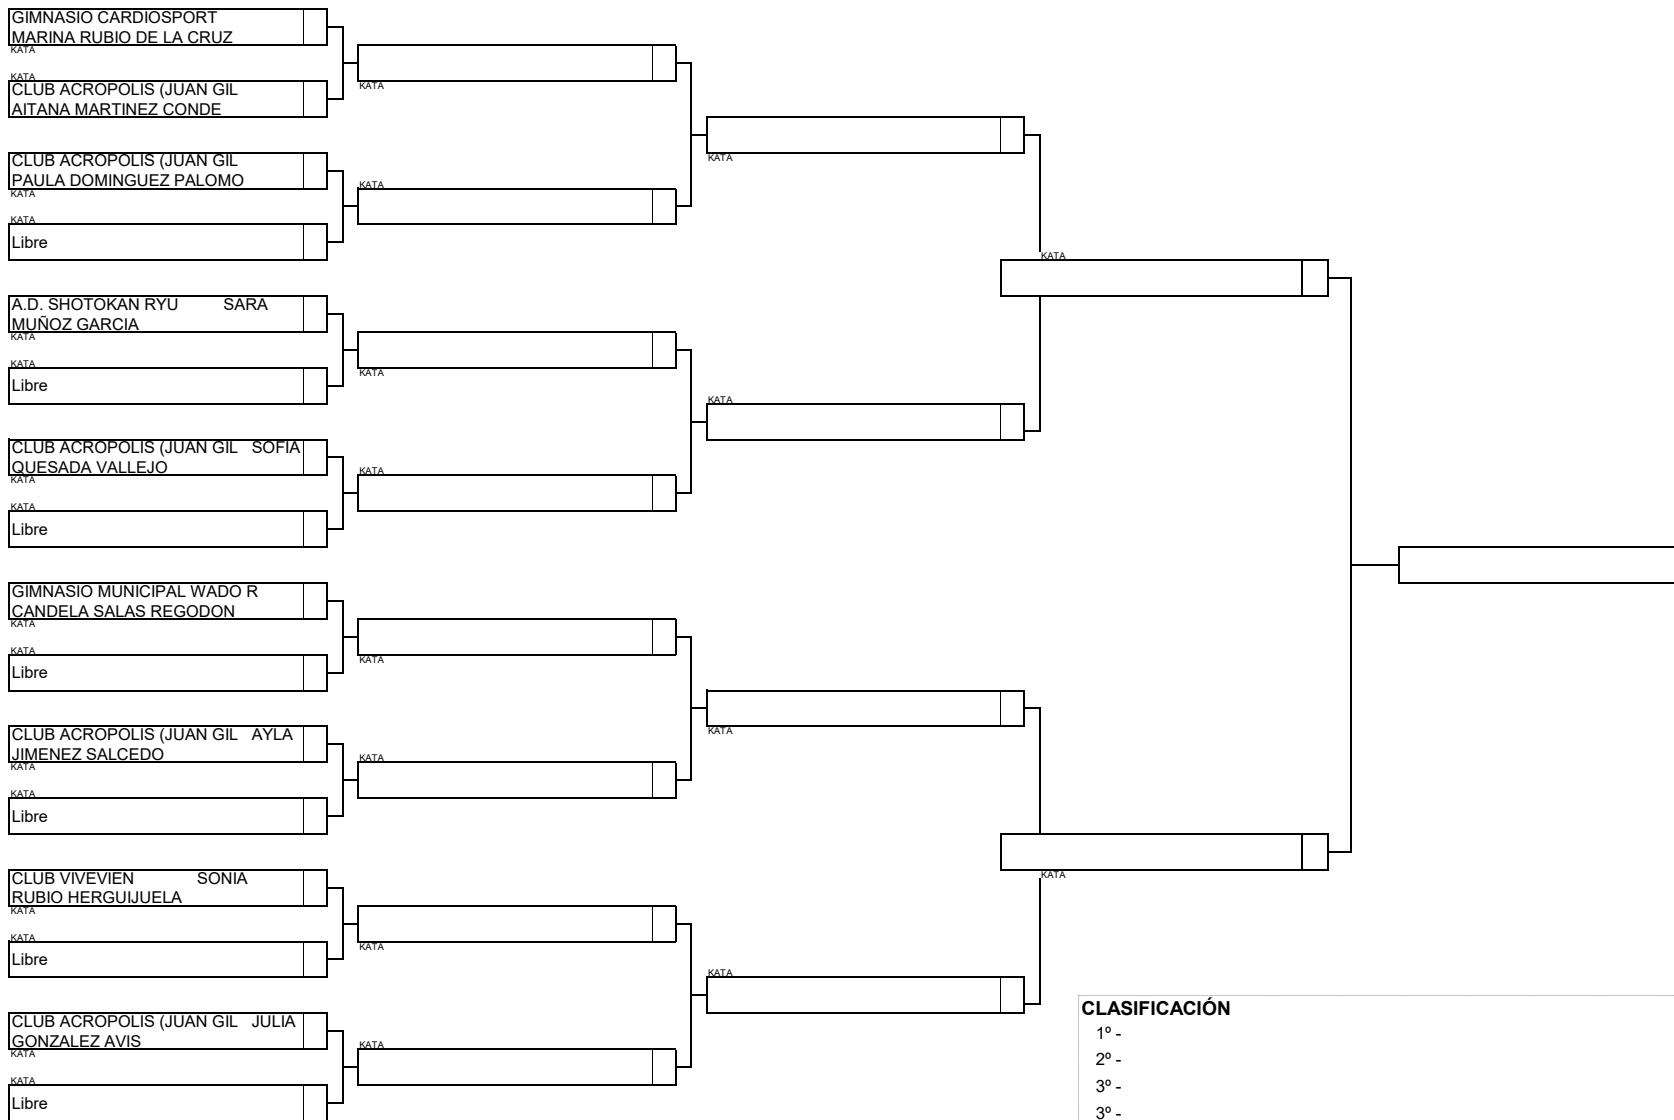 GIMNASIO CARDIOSPORT
MARINA RUBIO DE LA CRUZ
KATA
KATA
CLUB ACROPOLIS (JUAN GIL
AITANA MARTINEZ CONDE
CLUB ACROPOLIS (JUAN GIL
PAULA DOMINGUEZ PALOMO
KATA
KATA
Libre
A.D. SHOTOKAN RYU SARA
MUÑOZ GARCIA
KATA
KATA
Libre
CLUB ACROPOLIS (JUAN GIL SOFIA
QUESADA VALLEJO
KATA
KATA
Libre
GIMNASIO MUNICIPAL WADO R
CANDELA SALAS REGODON
KATA
KATA
Libre
CLUB ACROPOLIS (JUAN GIL AYLA
JIMENEZ SALCEDO
KATA
KATA
Libre
CLUB VIVEVIEN SONIA
RUBIO HERGUIJUELA
KATA
KATA
Libre
CLUB ACROPOLIS (JUAN GIL JULIA
GONZALEZ AVIS
KATA
KATA
Libre
KATA
KATA
KATA
KATA
KATA
KATA
KATA
KATA
KATA
KATA
KATA
KATA
KATA
KATA
CLASIFICACIÓN
1º -
2º -
3º -
3º -